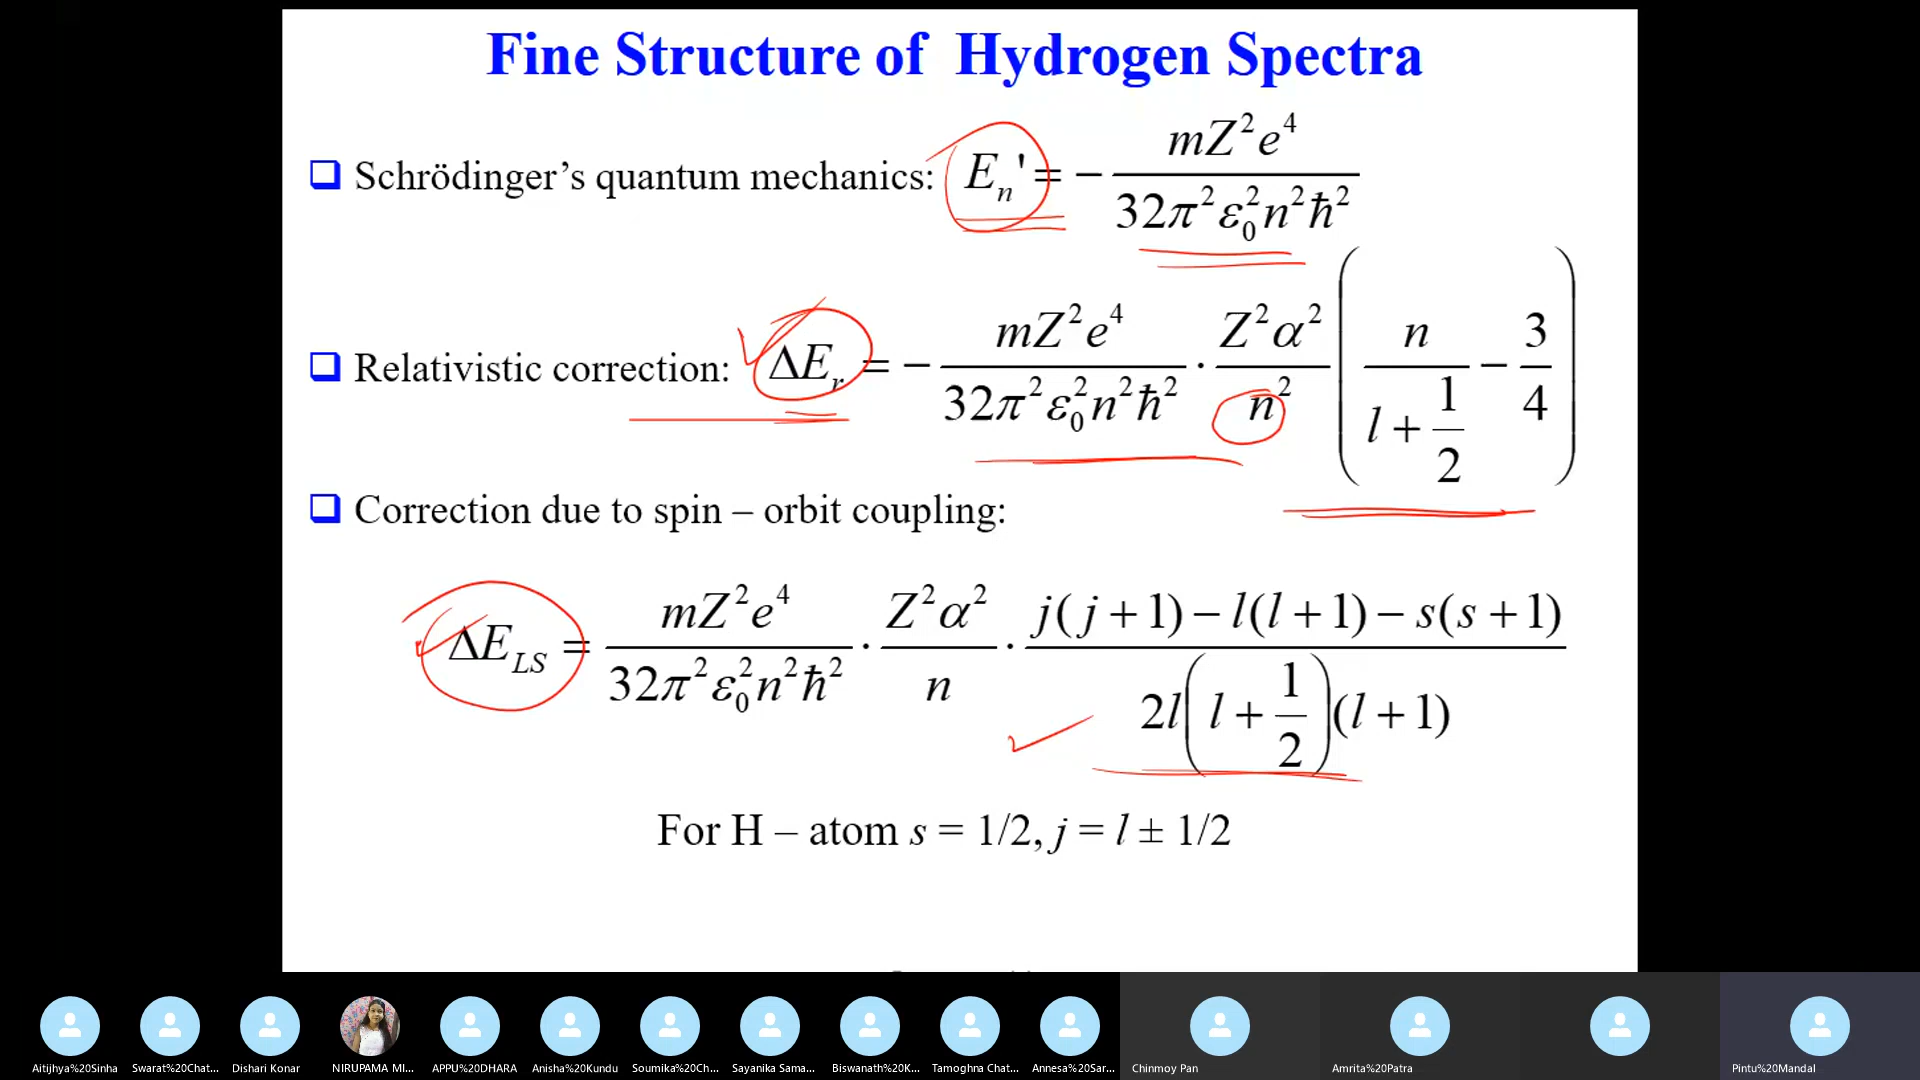 Fine Structure of Hydrogen Spectra
❑ Schrödinger's quantum mechanics: Eₙ' = − mZ²e⁴ / 32π²ε₀²n²ħ²
❑ Relativistic correction: ΔEᵣ = − mZ²e⁴ / 32π²ε₀²n²ħ² · Z²α² / n² ( n / (l + 1/2) − 3/4 )
❑ Correction due to spin – orbit coupling:
ΔE_LS = mZ²e⁴ / 32π²ε₀²n²ħ² · Z²α² / n · j(j + 1) − l(l + 1) − s(s + 1) / 2l(l + 1/2)(l + 1)
For H – atom s = 1/2, j = l ± 1/2
Aitijhya%20Sinha
Swarat%20Chat...
Dishari Konar
NIRUPAMA MI...
APPU%20DHARA
Anisha%20Kundu
Soumika%20Ch...
Sayanika Sama...
Biswanath%20K...
Tamoghna Chat...
Annesa%20Sar...
Chinmoy Pan
Amrita%20Patra
Pintu%20Mandal